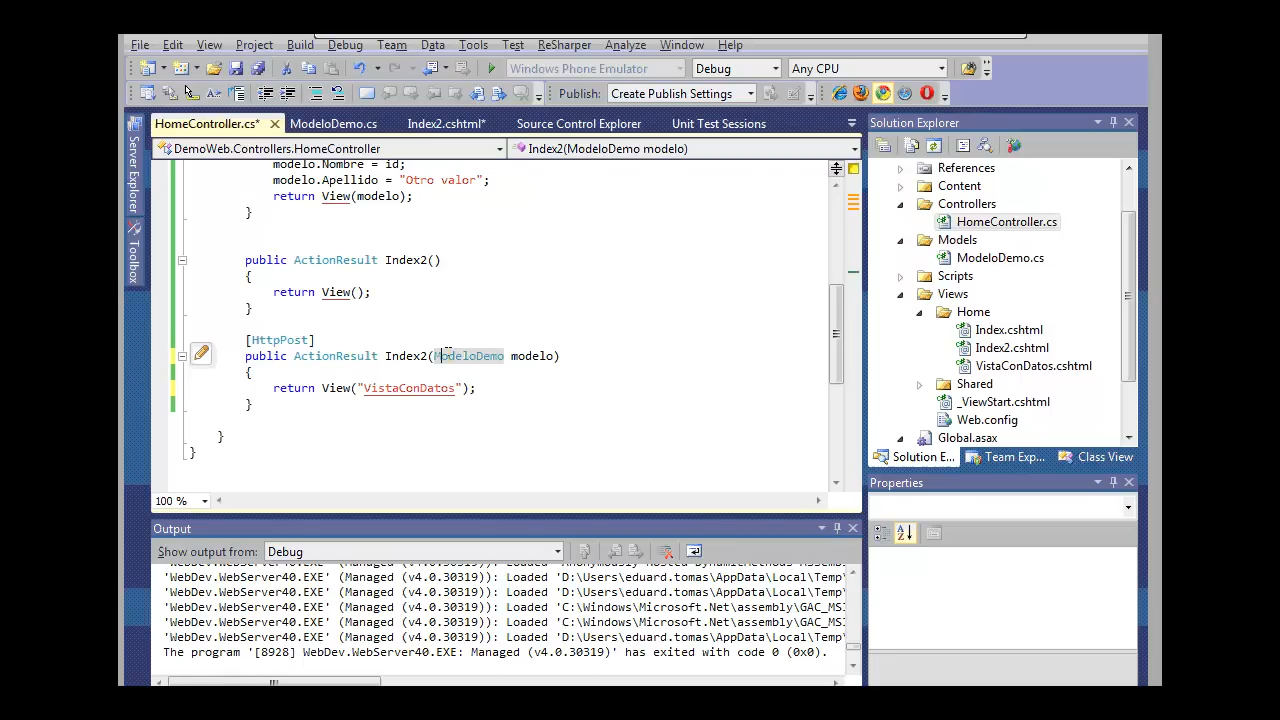 File Edit View Project Build Debug Team Data Tools Test ReSharper Analyze Window Help
Windows Phone Emulator Debug Any CPU
Publish: Create Publish Settings
HomeController.cs* ModeloDemo.cs Index2.cshtml* Source Control Explorer Unit Test Sessions
DemoWeb.Controllers.HomeController Index2(ModeloDemo modelo)
Server Explorer
Toolbox
modelo.Nombre = id;
modelo.Apellido = "Otro valor";
return View(modelo);
}
public ActionResult Index2()
{
return View();
}
[HttpPost]
public ActionResult Index2(ModeloDemo modelo)
{
return View("VistaConDatos");
}
}
}
100 %
Solution Explorer
References
Content
Controllers
HomeController.cs
Models
ModeloDemo.cs
Scripts
Views
Home
Index.cshtml
Index2.cshtml
VistaConDatos.cshtml
Shared
_ViewStart.cshtml
Web.config
Global.asax
Solution E... Team Exp... Class View
Properties
Output
Show output from: Debug
'WebDev.WebServer40.EXE' (Managed (v4.0.30319)): Loaded 'D:\Users\eduard.tomas\AppData\Local\Temp\
'WebDev.WebServer40.EXE' (Managed (v4.0.30319)): Loaded 'D:\Users\eduard.tomas\AppData\Local\Temp\
'WebDev.WebServer40.EXE' (Managed (v4.0.30319)): Loaded 'C:\Windows\Microsoft.Net\assembly\GAC_MSI
'WebDev.WebServer40.EXE' (Managed (v4.0.30319)): Loaded 'C:\Windows\Microsoft.Net\assembly\GAC_MSI
'WebDev.WebServer40.EXE' (Managed (v4.0.30319)): Loaded 'D:\Users\eduard.tomas\AppData\Local\Temp\
The program '[8928] WebDev.WebServer40.EXE: Managed (v4.0.30319)' has exited with code 0 (0x0).